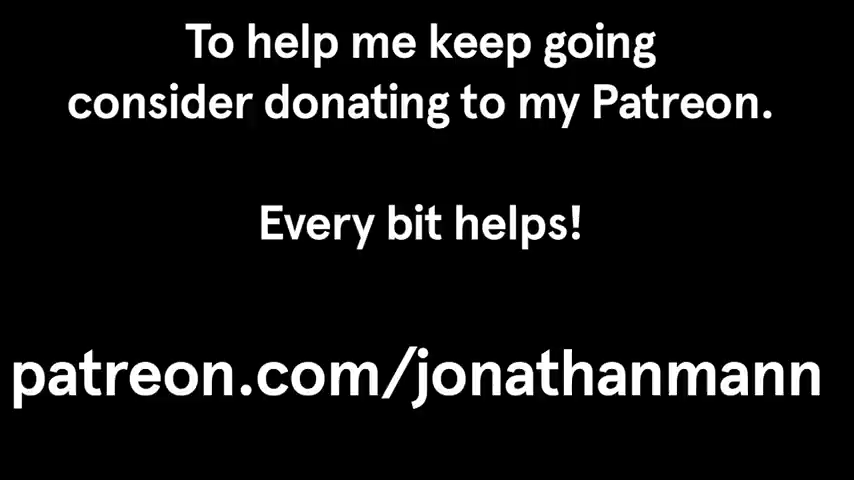 To help me keep going
consider donating to my Patreon.
Every bit helps!
patreon.com/jonathanmann